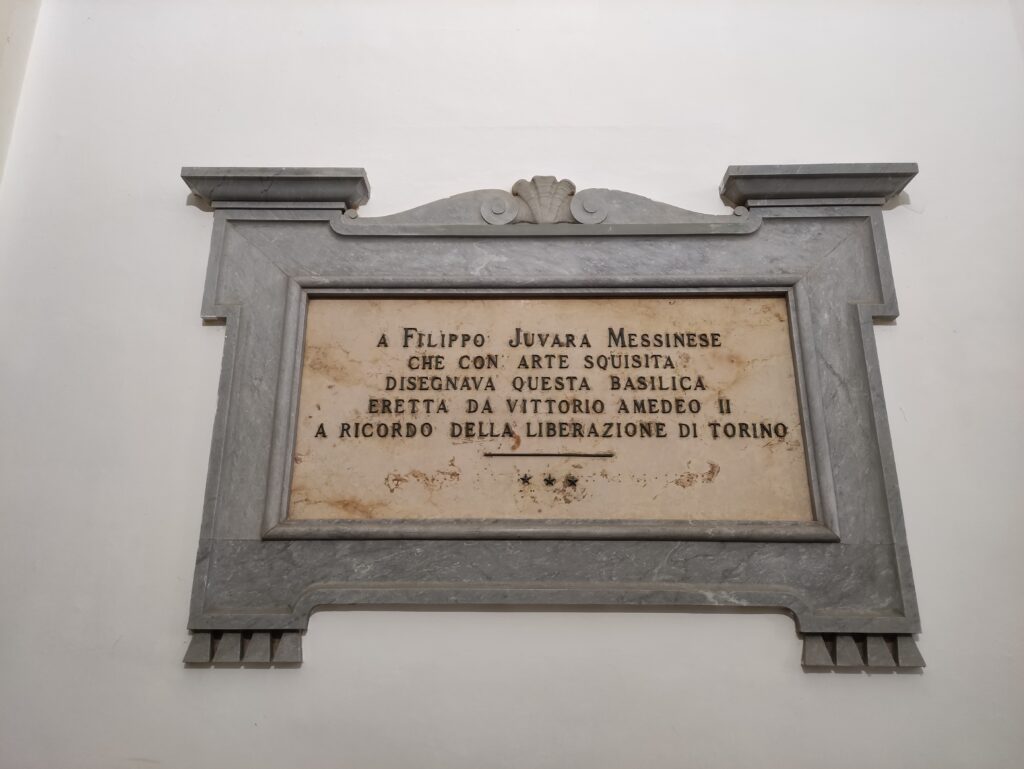 A FILIPPO JUVARA MESSINESE
CHE CON ARTE SQUISITA
DISEGNAVA QUESTA BASILICA
ERETTA DA VITTORIO AMEDEO II
A RICORDO DELLA LIBERAZIONE DI TORINO